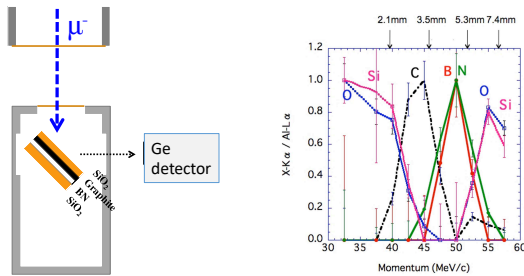 μ⁻
Ge
detector
SiO₂
Graphite
BN
SiO₂
2.1mm 3.5mm 5.3mm 7.4mm
X-Kα / Al-Lα
1.2
1.0
0.8
0.6
0.4
0.2
0.0
O Si C B N O Si
30 35 40 45 50 55 60
Momentum (MeV/c)